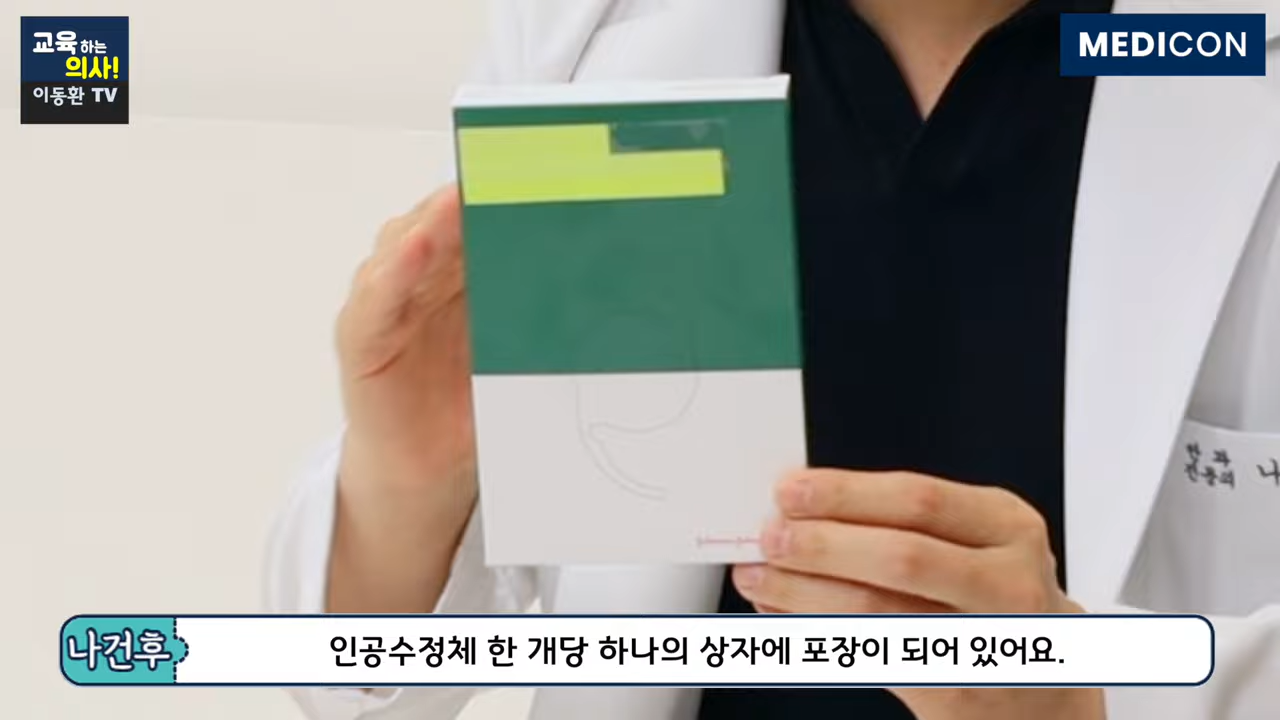 교육하는
의사!
이동환 TV
MEDICON
나건후
인공수정체 한 개당 하나의 상자에 포장이 되어 있어요.